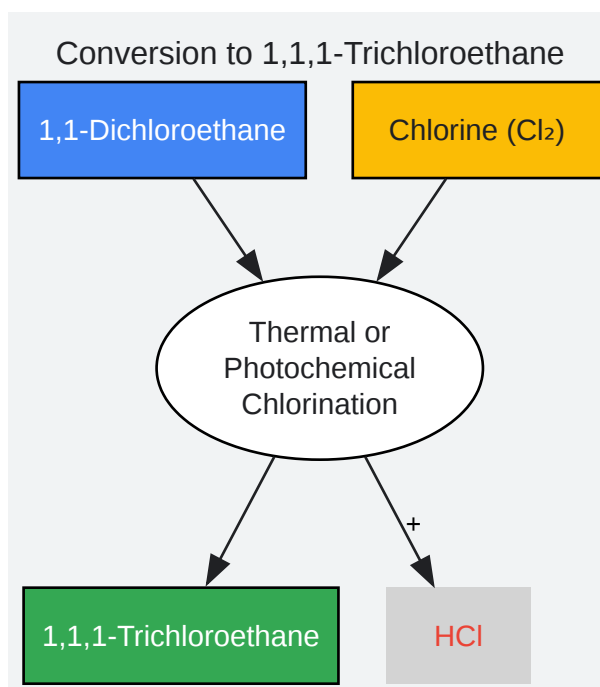 Conversion to 1,1,1-Trichloroethane
1,1-Dichloroethane
Chlorine (Cl₂)
Thermal or
Photochemical
Chlorination
+
1,1,1-Trichloroethane
HCl